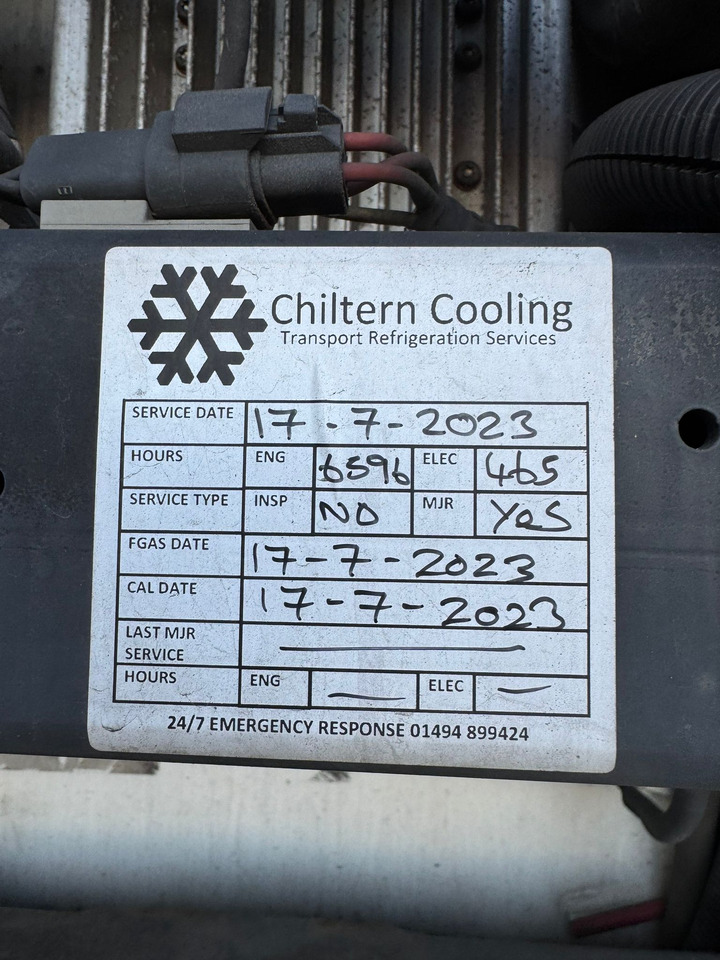 Chiltern Cooling
Transport Refrigeration Services
SERVICE DATE 17-7-2023
HOURS ENG 6596 ELEC 465
SERVICE TYPE INSP NO MJR YES
FGAS DATE 17-7-2023
CAL DATE 17-7-2023
LAST MJR
SERVICE
HOURS ENG — ELEC —
24/7 EMERGENCY RESPONSE 01494 899424